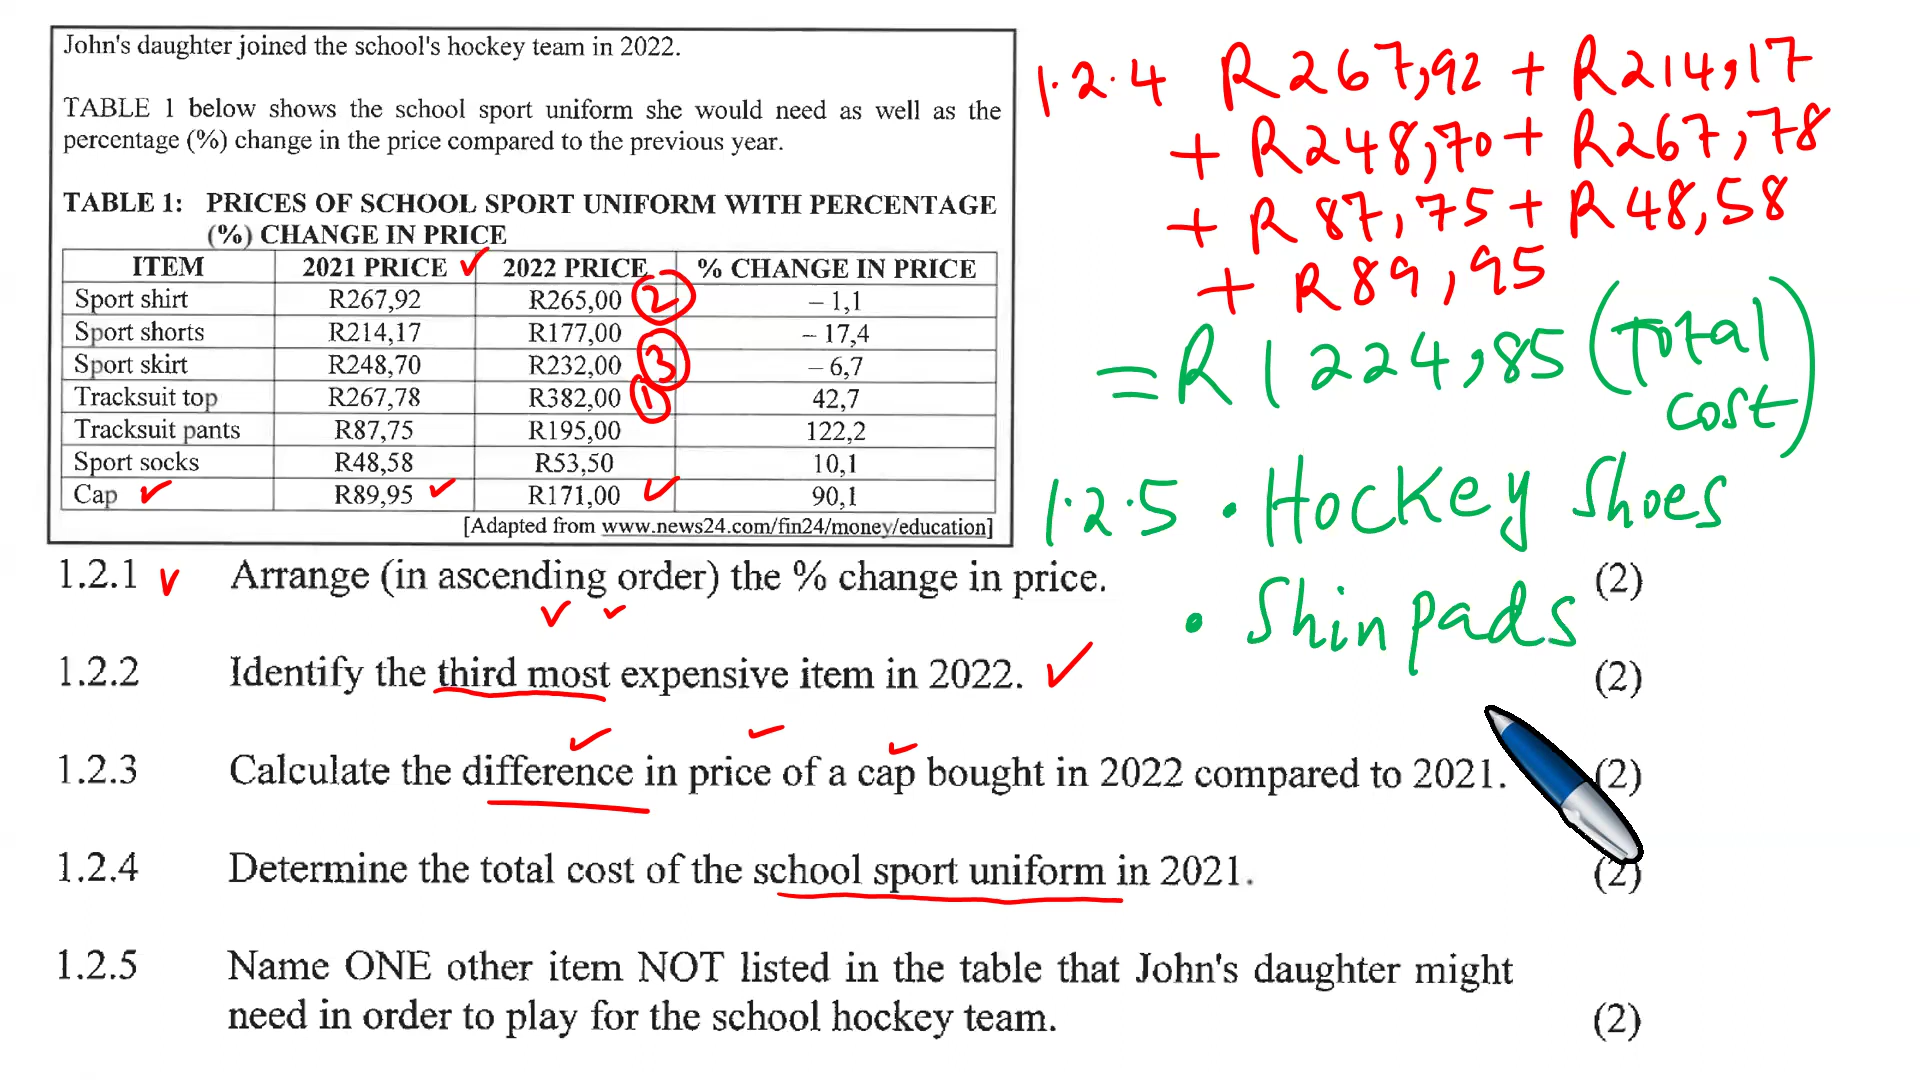 John's daughter joined the school's hockey team in 2022.
TABLE 1 below shows the school sport uniform she would need as well as the
percentage (%) change in the price compared to the previous year.
TABLE 1: PRICES OF SCHOOL SPORT UNIFORM WITH PERCENTAGE
(%) CHANGE IN PRICE
ITEM 2021 PRICE 2022 PRICE % CHANGE IN PRICE
Sport shirt R267,92 R265,00 2 – 1,1
Sport shorts R214,17 R177,00 – 17,4
Sport skirt R248,70 R232,00 3 – 6,7
Tracksuit top R267,78 R382,00 1 42,7
Tracksuit pants R87,75 R195,00 122,2
Sport socks R48,58 R53,50 10,1
Cap R89,95 R171,00 90,1
[Adapted from www.news24.com/fin24/money/education]
1.2.4 R267,92 + R214,17
+ R248,70 + R267,78
+ R 87,75 + R48,58
+ R89,95
= R1 224,85 (Total
cost)
1.2.5 • Hockey Shoes
• Shin pads
1.2.1 Arrange (in ascending order) the % change in price. (2)
1.2.2 Identify the third most expensive item in 2022. (2)
1.2.3 Calculate the difference in price of a cap bought in 2022 compared to 2021. (2)
1.2.4 Determine the total cost of the school sport uniform in 2021. (2)
1.2.5 Name ONE other item NOT listed in the table that John's daughter might
need in order to play for the school hockey team. (2)